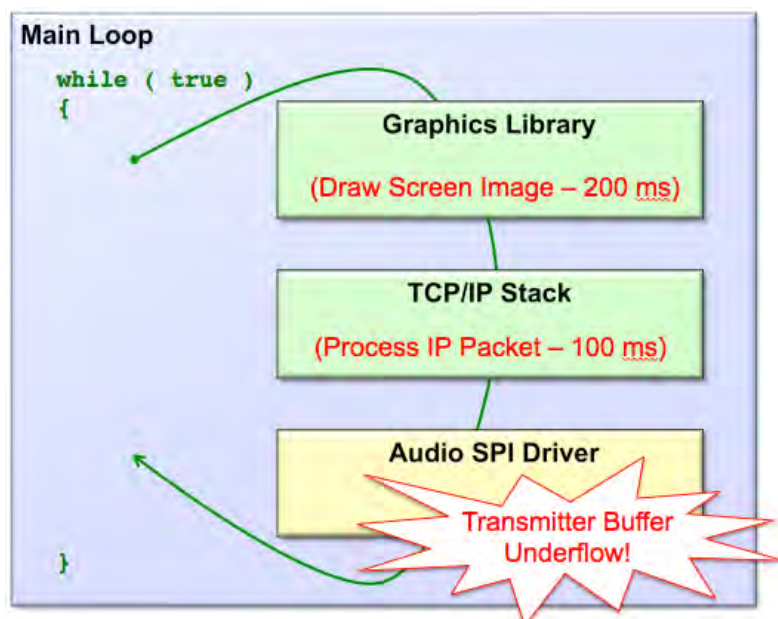 Main Loop
while ( true )
{
Graphics Library
(Draw Screen Image – 200 ms)
TCP/IP Stack
(Process IP Packet – 100 ms)
Audio SPI Driver
Transmitter Buffer
Underflow!
}